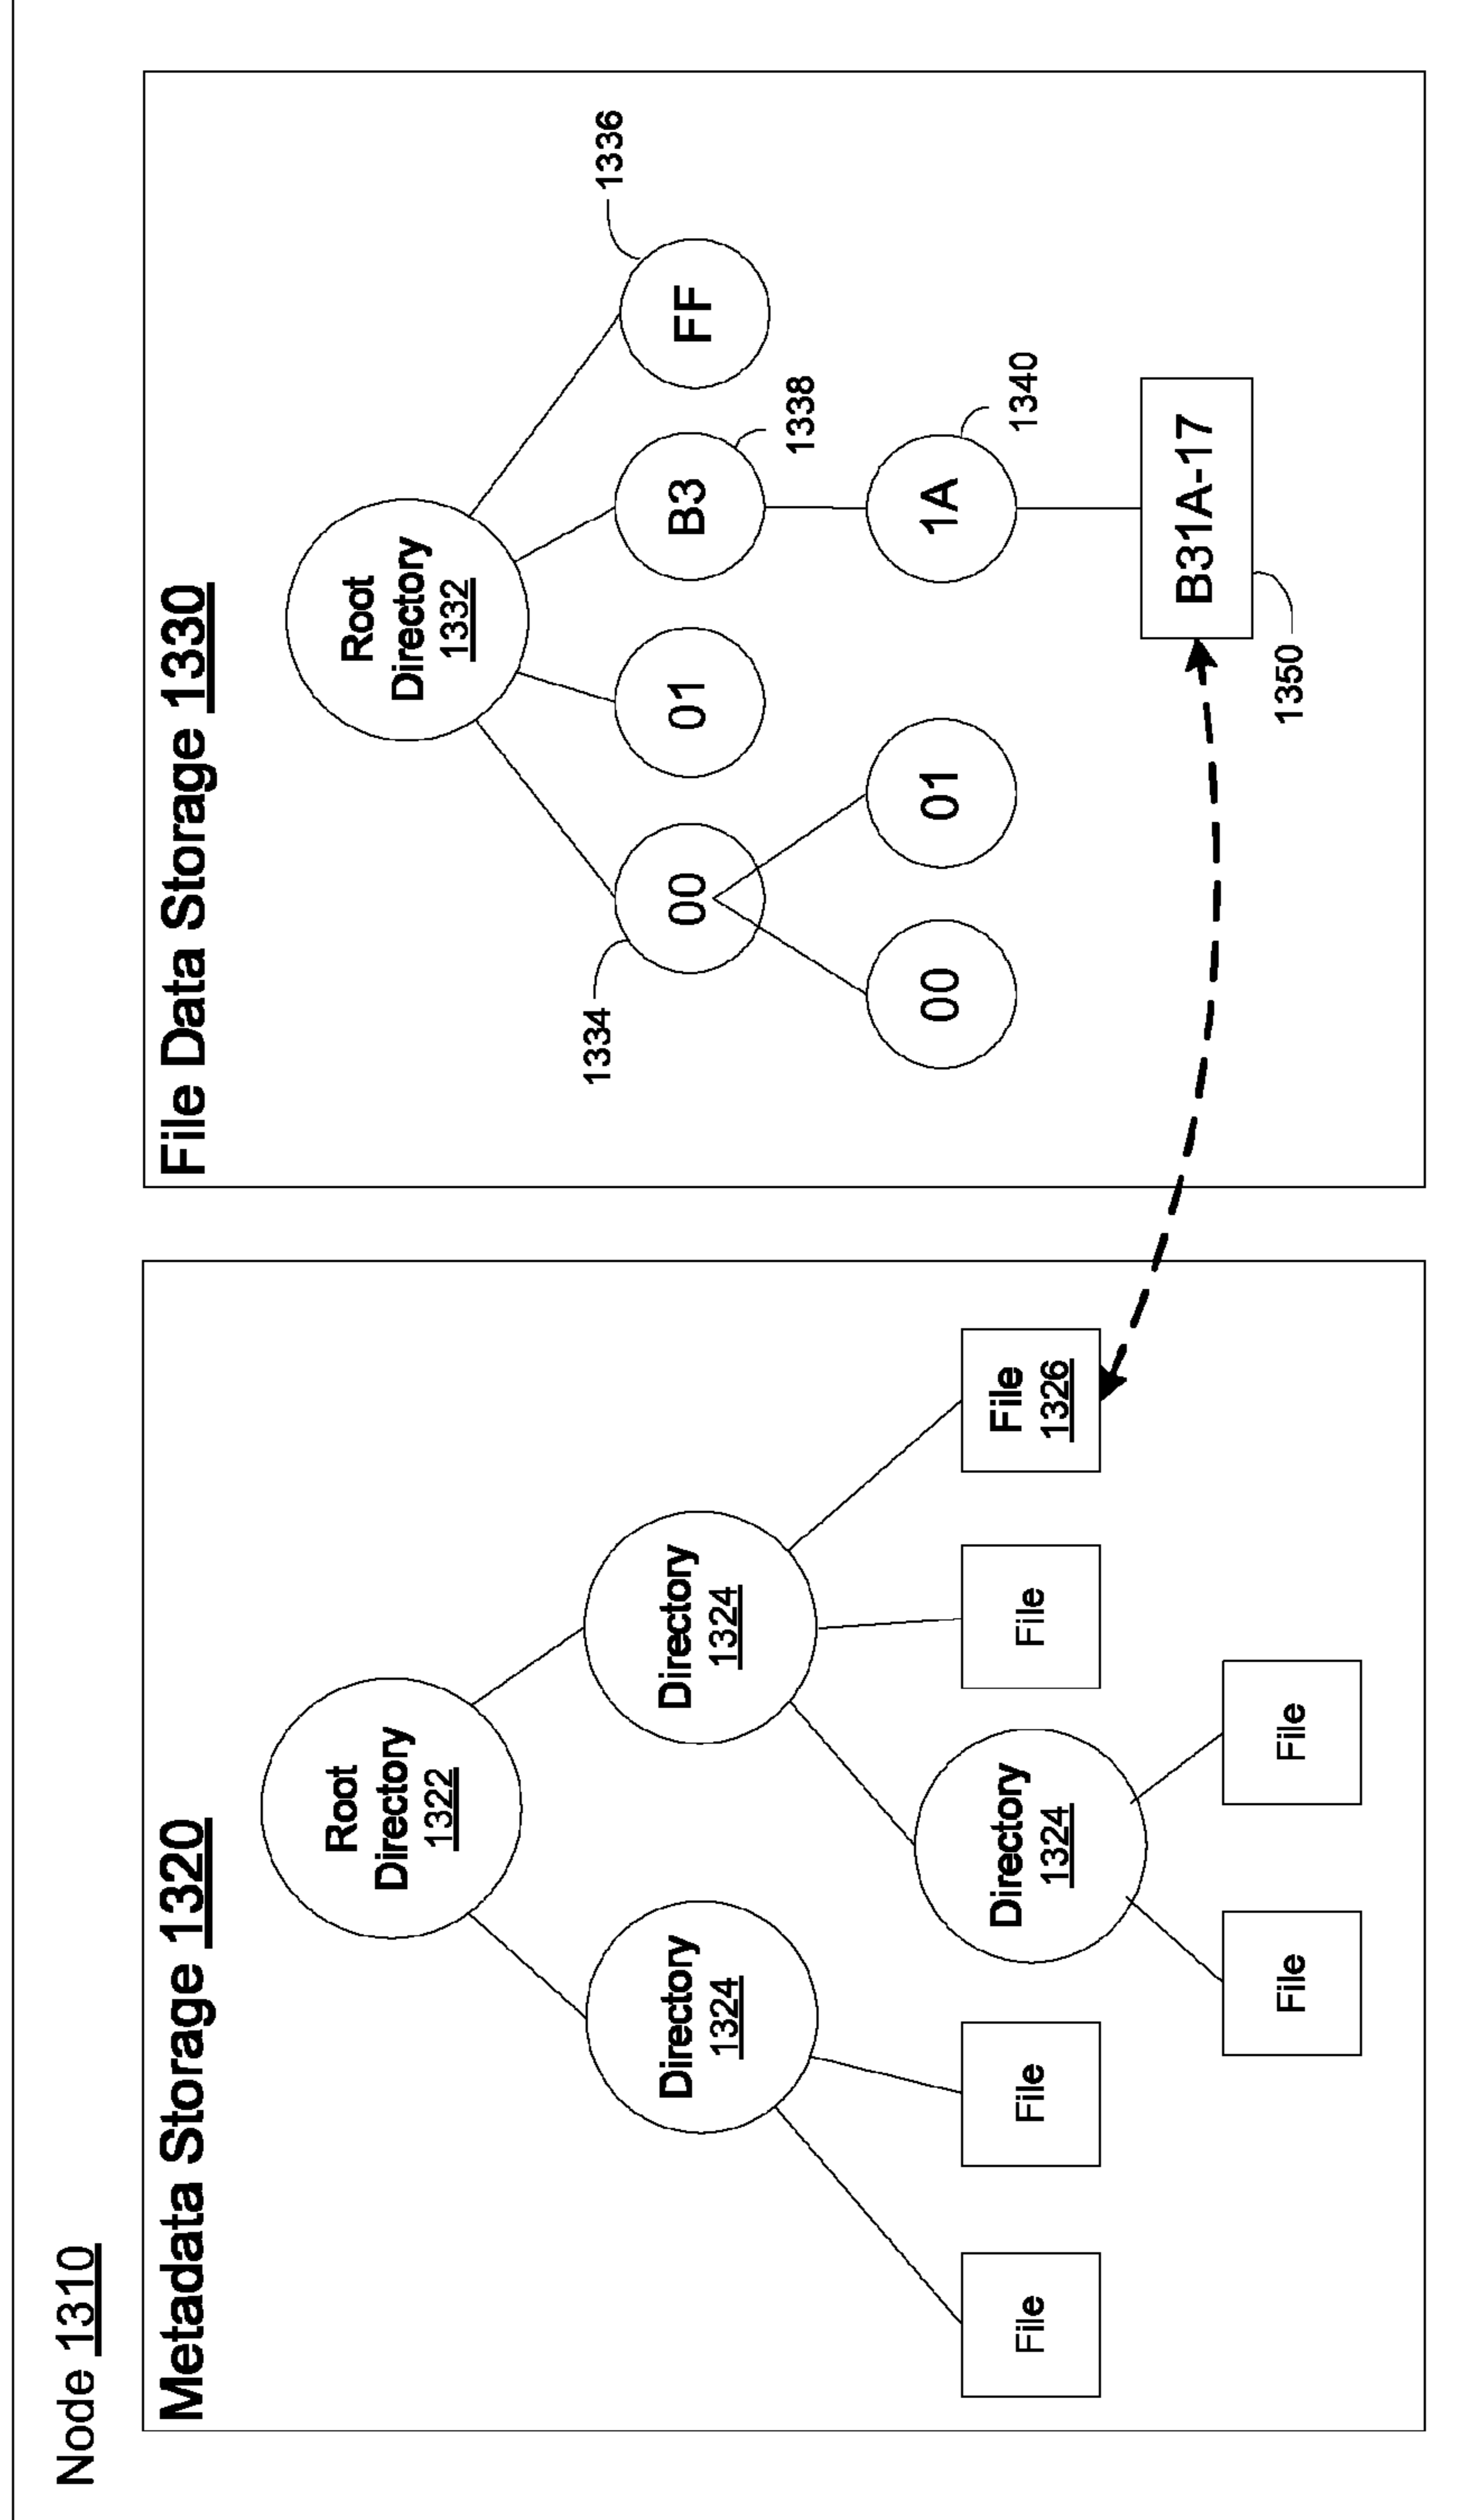 Node 1310
Metadata Storage 1320
Root
Directory
1322
Directory
1324
Directory
1324
File
File
Directory
1324
File
File
1326
File
File
File Data Storage 1330
Root
Directory
1332
1334
00
01
B3
FF
1336
1338
00
01
1A
1340
B31A-17
1350